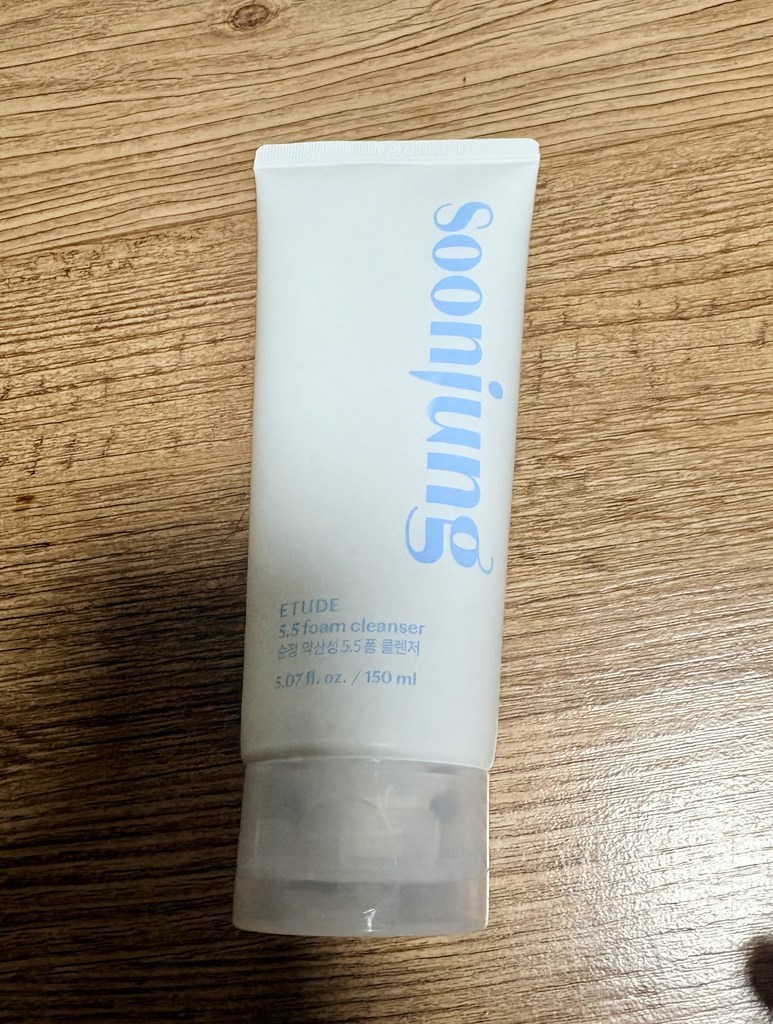 soonjung
ETUDE
5.5 foam cleanser
순정 약산성 5.5 폼 클렌저
5.07 fl. oz. / 150 ml